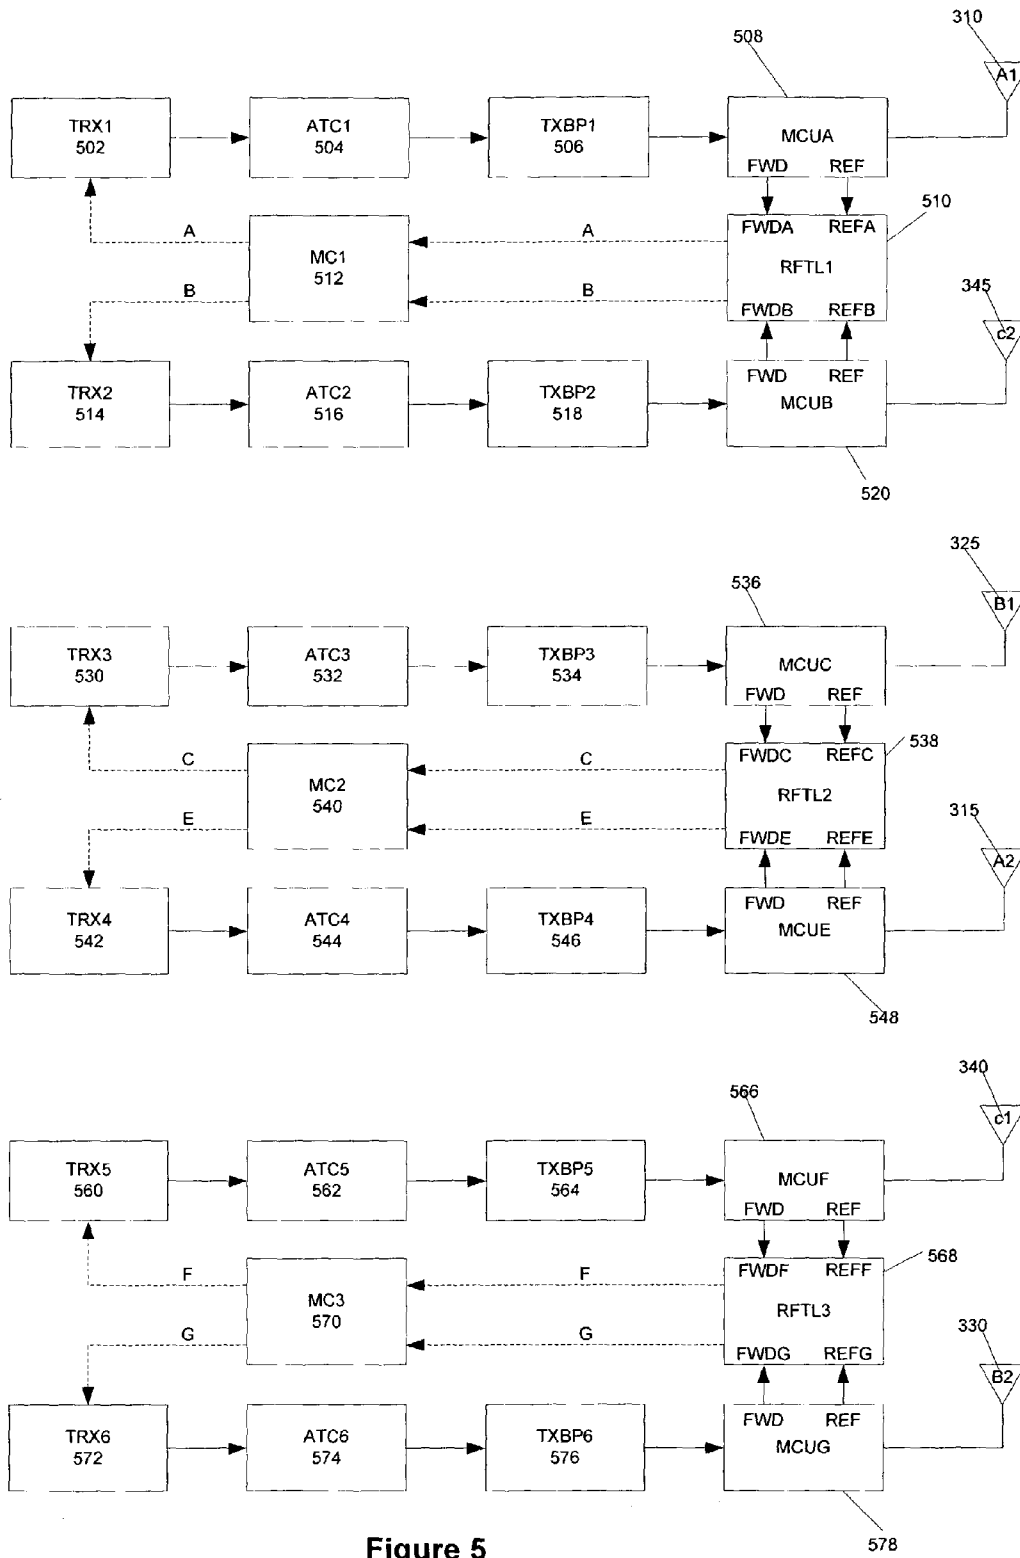 310
508
A1
TRX1
502
ATC1
504
TXBP1
506
MCUA
FWD REF
510
A A
FWDA REFA
MC1
512
RFTL1
345
B B
FWDB REFB
c2
TRX2
514
ATC2
516
TXBP2
518
FWD REF
MCUB
520
325
536
B1
TRX3
530
ATC3
532
TXBP3
534
MCUC
FWD REF
538
C C
FWDC REFC
MC2
540
RFTL2
315
E E
FWDE REFE
A2
TRX4
542
ATC4
544
TXBP4
546
FWD REF
MCUE
548
340
566
c1
TRX5
560
ATC5
562
TXBP5
564
MCUF
FWD REF
568
F F
FWDF REFF
MC3
570
RFTL3
330
G G
FWDG REFG
B2
TRX6
572
ATC6
574
TXBP6
576
FWD REF
MCUG
578
Figure 5